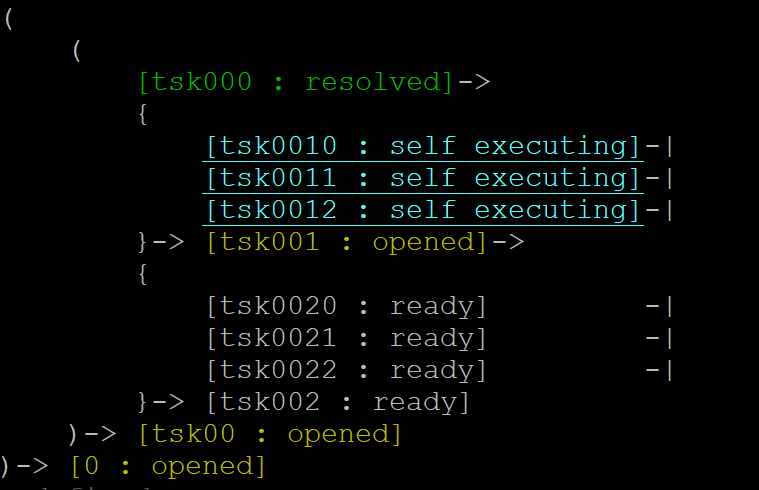 (
(
[tsk000 : resolved]->
{
[tsk0010 : self executing]-|
[tsk0011 : self executing]-|
[tsk0012 : self executing]-|
}-> [tsk001 : opened]->
{
[tsk0020 : ready] -|
[tsk0021 : ready] -|
[tsk0022 : ready] -|
}-> [tsk002 : ready]
)-> [tsk00 : opened]
)-> [0 : opened]